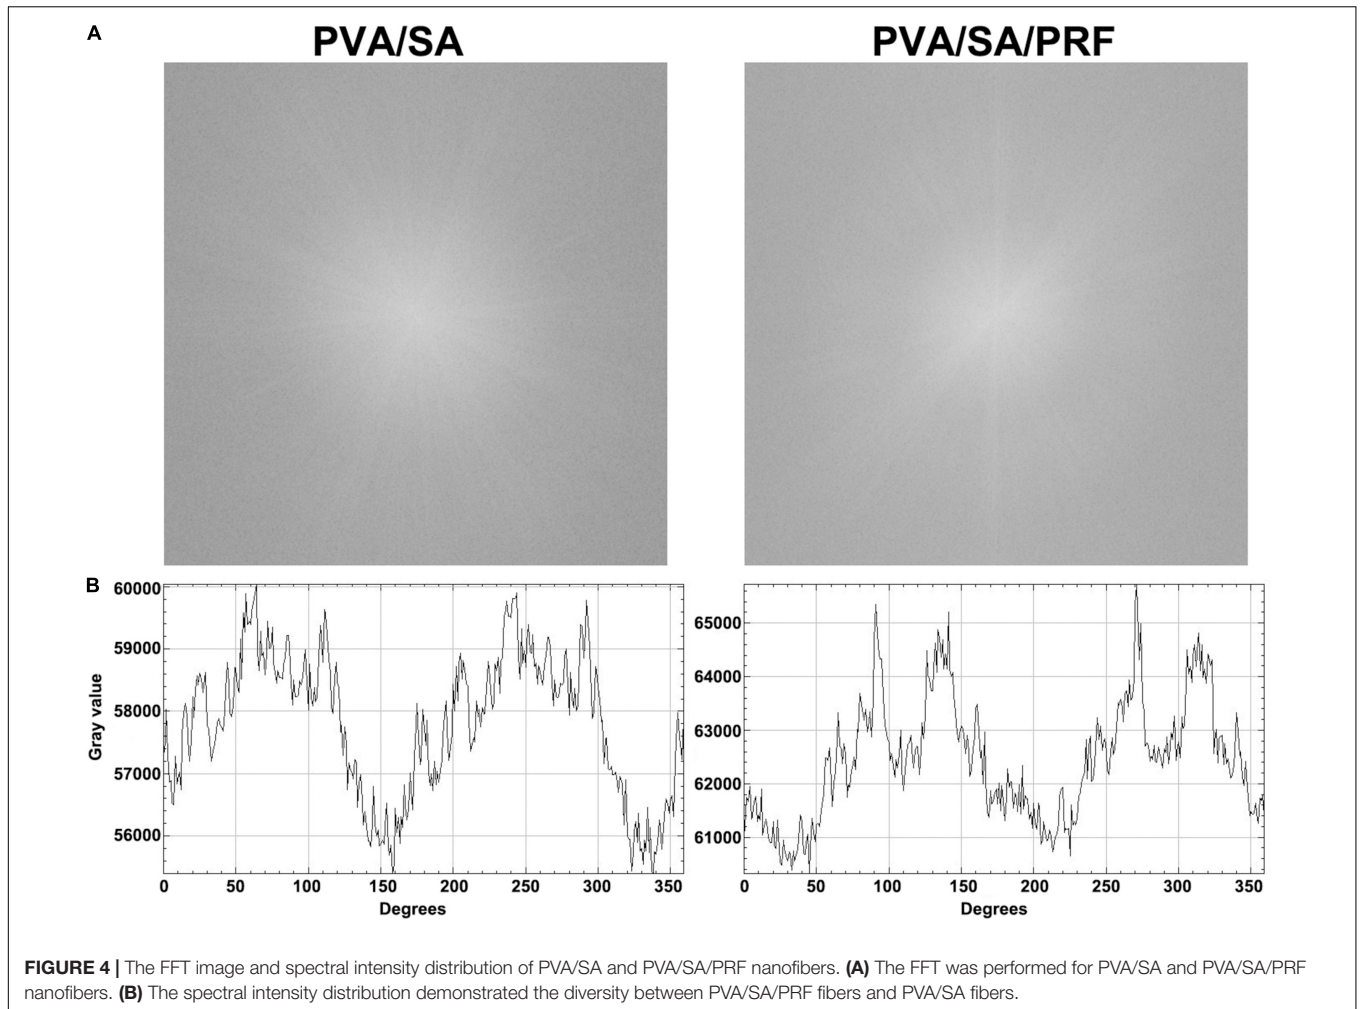 A
PVA/SA
PVA/SA/PRF
B
60000
59000
58000
57000
56000
Gray value
0 50 100 150 200 250 300 350
Degrees
65000
64000
63000
62000
61000
0 50 100 150 200 250 300 350
Degrees
FIGURE 4 | The FFT image and spectral intensity distribution of PVA/SA and PVA/SA/PRF nanofibers. (A) The FFT was performed for PVA/SA and PVA/SA/PRF
nanofibers. (B) The spectral intensity distribution demonstrated the diversity between PVA/SA/PRF fibers and PVA/SA fibers.